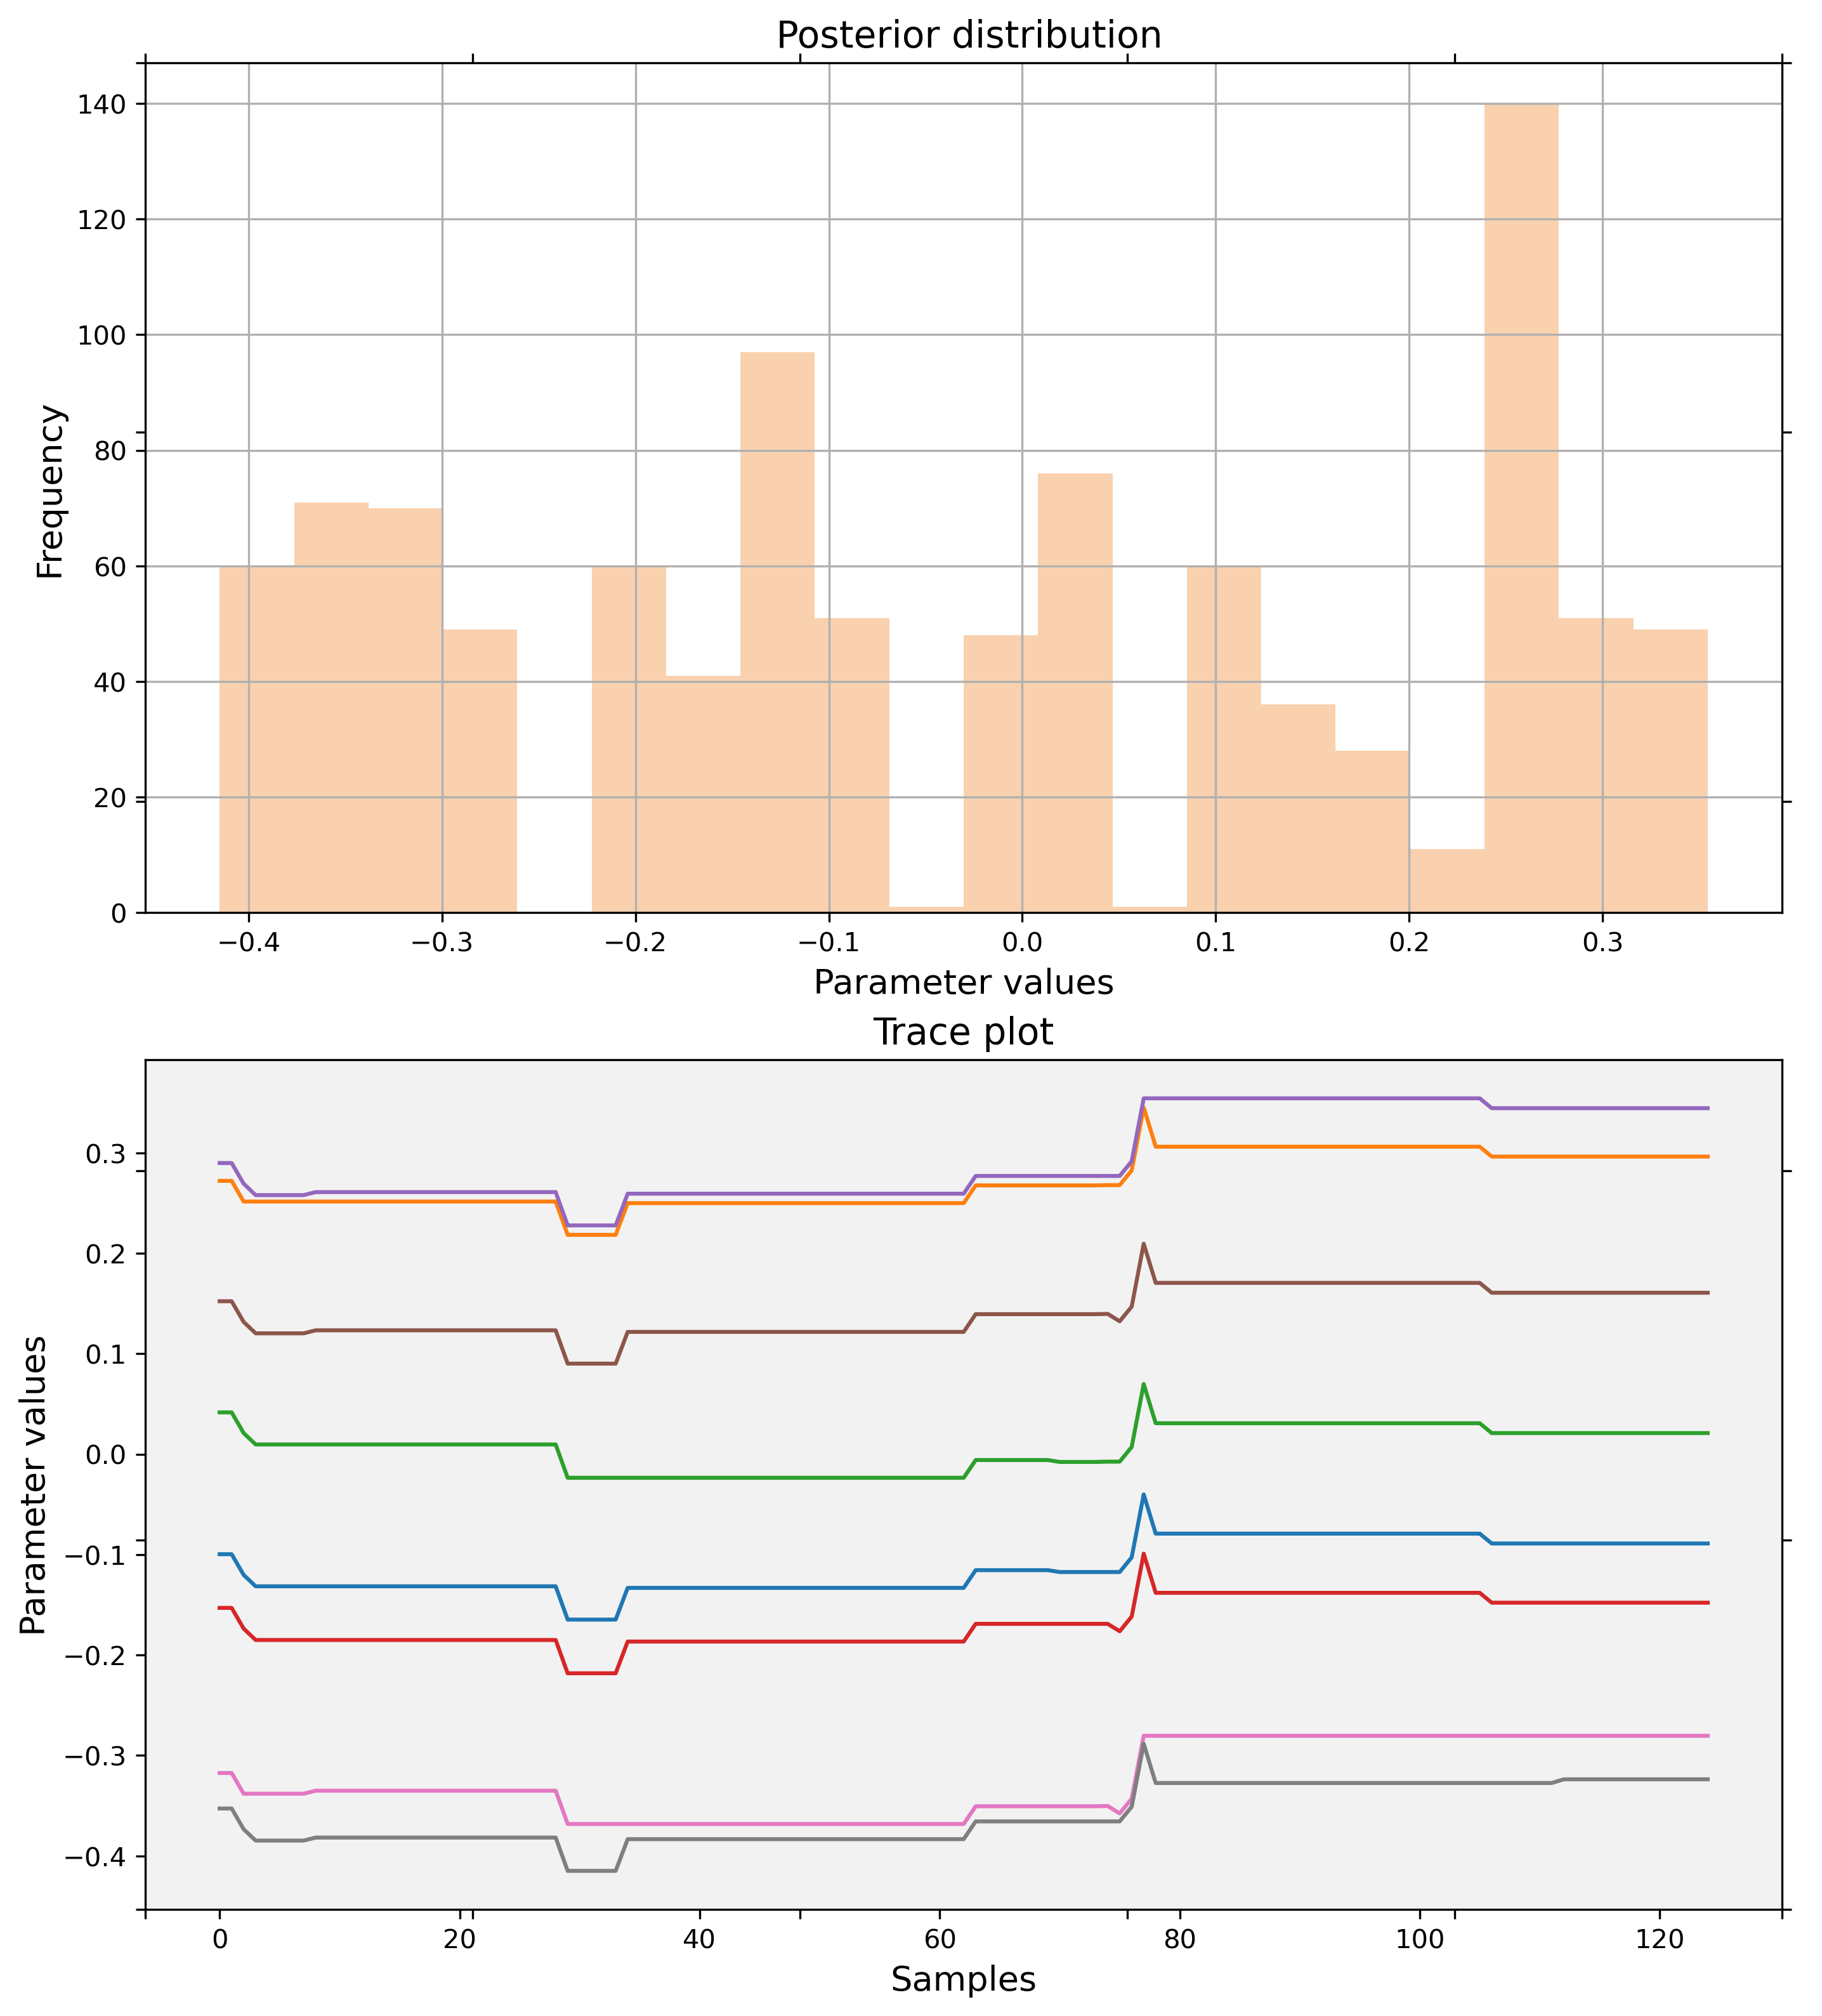 Posterior distribution
140
120
100
80
60
40
20
0
Frequency
−0.4 −0.3 −0.2 −0.1 0.0 0.1 0.2 0.3
Parameter values
Trace plot
0.3
0.2
0.1
0.0
−0.1
−0.2
−0.3
−0.4
Parameter values
0 20 40 60 80 100 120
Samples